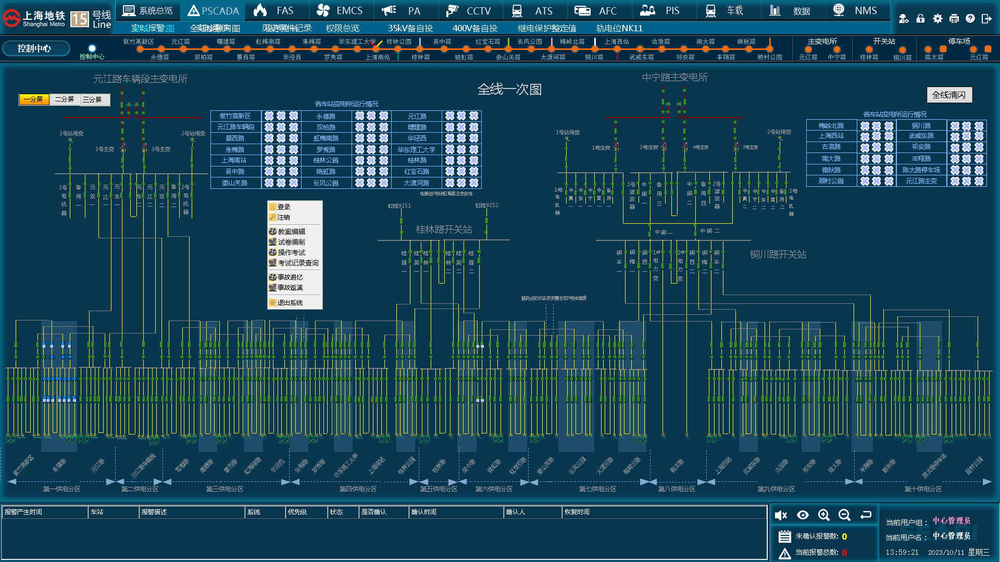 上海地铁 15 号线
Shanghai Metro Line
系统总览 PSCADA FAS EMCS PA CCTV ATS AFC PIS 车载 数据 NMS
权限总览 35kV备自投 400V备自投 继电保护整定值 轨电位NK11
控制中心
控制中心
紫竹高新区 元江路 曙建路 虹梅南路 朱梅路 华东理工大学 桂林公园 吴中路 红宝石路 长风公园 梅岭北路 上海西站 古浪路 南大路 锦秋路
永德路 双柏路 景西路 华泾西 罗秀路 上海南站 桂林路 姚虹路 娄山关路 大渡河路 铜川路 武威东路 祁安路 丰翔路 顾村公园
主变电所 开关站 停车场
元江路 中宁路 桂林路 铜川路 陈太路 元江路
元江路车辆段主变电所
全线一次图
中宁路主变电所
一分屏 二分屏 三分屏
全线清闪
各车站变电所运行情况
紫竹高新区 永德路 元江路
元江路车辆段 双柏路 曙建路
景西路 虹梅南路 华泾西
朱梅路 罗秀路 华东理工大学
上海南站 桂林公园 桂林路
吴中路 姚虹路 红宝石路
娄山关路 长风公园 大渡河路
电源由9号线虹梅路主变供电
各车站变电所运行情况
梅岭北路 铜川路
上海西站 武威东路
古浪路 祁安路
南大路 丰翔路
锦秋路 陈太路停车场
顾村公园 元江路主变
1号站用变 2号站用变
1号主变 3号主变
1号电抗器 备用一 元双一 元江一 元车一 元车二 元江二 元双二 备用二 2号电抗器
1号站用变 2号站用变
1号主变 2号主变 4号主变 3号主变
1号电抗器 中真一 中东一 中宁一 中黄一 备用一 1号滤波器 中铜一 备用三 中铜二 备用四 2号滤波器 中真二 中宁二 中东二 中黄二 备用二 2号电抗器
中铜一 中铜二
登录
注销
教案编辑
试卷编制
操作考试
考试记录查询
事故追忆
事故返演
退出系统
虹桂9151 虹桂9152
桂林路开关站
桂园一 桂吴一 桂林一 桂林二 桂吴二 桂园二
铜川路开关站
铜丰一 铜梅一 铜西一 1#电力变 2#电力变 铜西二 铜梅二 铜丰二
解列点的状态改变需告知9号线调度
紫竹高新区 永德路 元江路 元江路车辆段 双柏路 曙建路 景西路 虹梅南路 华泾西 朱梅路 罗秀路 华东理工大学 上海南站 桂林公园 桂林路 吴中路 姚虹路 红宝石路 娄山关路 长风公园 大渡河路 梅岭北路 铜川路 上海西站 武威东路 古浪路 祁安路 南大路 丰翔路 锦秋路 陈太路停车场 顾村公园
第一供电分区 第二供电分区 第三供电分区 第四供电分区 第五供电分区 第六供电分区 第七供电分区 第八供电分区 第九供电分区 第十供电分区
报警产生时间 车站 报警描述 系统 优先级 状态 是否确认 确认时间 确认人 恢复时间
未确认报警数: 0
当前报警总数: 0
当前用户组: 中心管理员
当前用户名: 中心管理员
13:59:21 2023/10/11 星期三